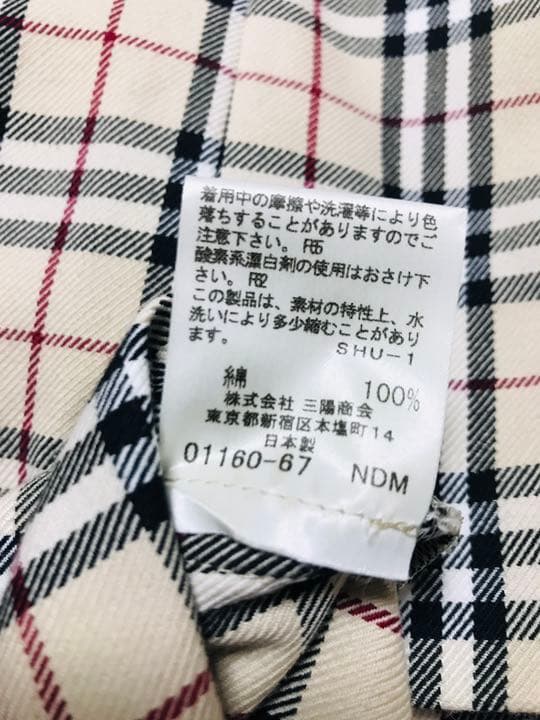 着用中の摩擦や洗濯等により色
落ちすることがありますのでご
注意下さい。 R5
酸素系漂白剤の使用はおさけ下
さい。 R2
この製品は、素材の特性上、水
洗いにより多少縮むことがあり
ます。 SHU-1
綿 100%
株式会社 三陽商会
東京都新宿区本塩町14
日本製
01160-67 NDM